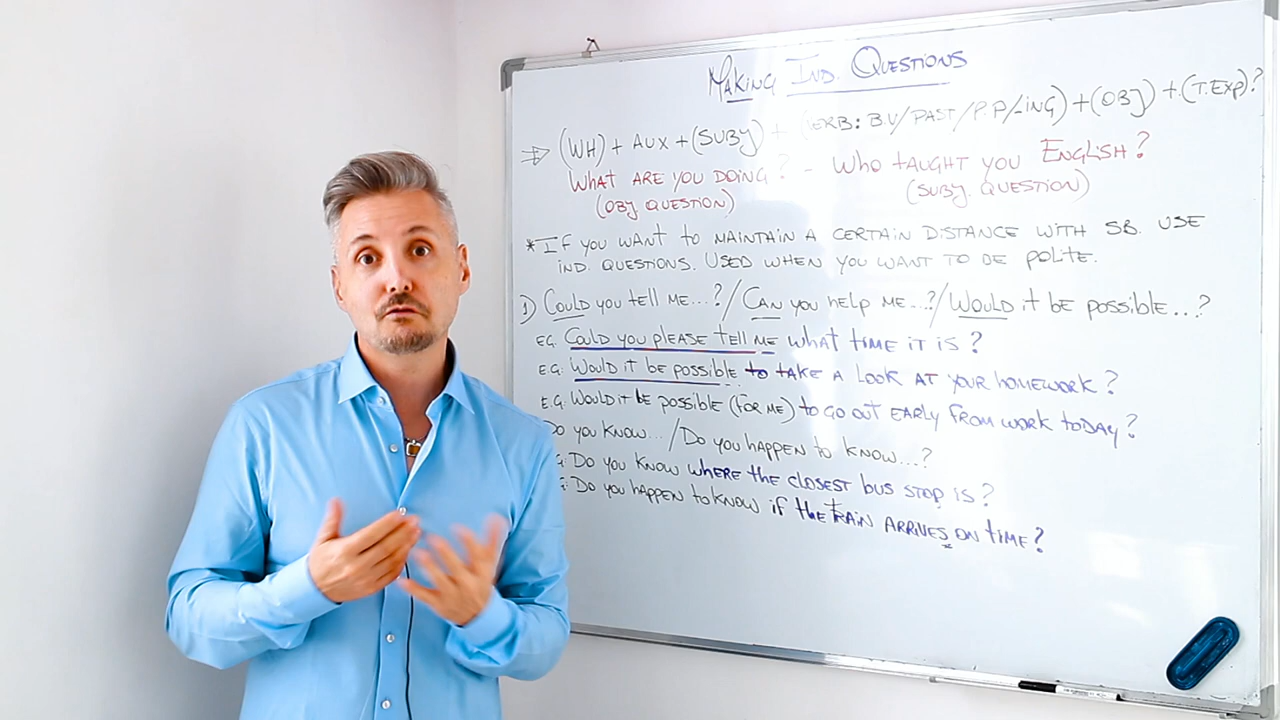 Making Ind. Questions
(WH) + AUX + (SUBJ) + (VERB: B.V/PAST/P.P/-ING) + (OBJ) + (T.EXP)?
What are you doing? - Who taught you English?
(OBJ QUESTION) (SUBJ. QUESTION)
* If you want to maintain a certain distance with SB. use
ind. questions. Used when you want to be polite.
1) Could you tell me...? / Can you help me...? / Would it be possible...?
EG. Could you please tell me what time it is?
E.G: Would it be possible to take a look at your homework?
E.G: Would it be possible (for me) to go out early from work today?
Do you know... / Do you happen to know...?
G: Do you know where the closest bus stop is?
G: Do you happen to know if the train arrives on time?